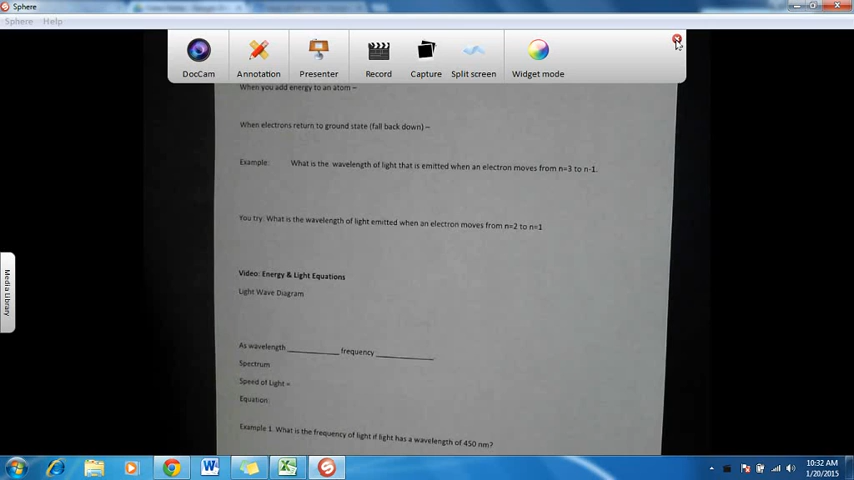 Sphere
Sphere Help
DocCam Annotation Presenter Record Capture Split screen Widget mode
When you add energy to an atom –
When electrons return to ground state (fall back down) –
Example: What is the wavelength of light that is emitted when an electron moves from n=3 to n-1.
You try: What is the wavelength of light emitted when an electron moves from n=2 to n=1
Video: Energy & Light Equations
Light Wave Diagram
As wavelength __________ frequency __________
Spectrum
Speed of Light =
Equation:
Example 1. What is the frequency of light if light has a wavelength of 450 nm?
Media Library
10:32 AM
1/20/2015